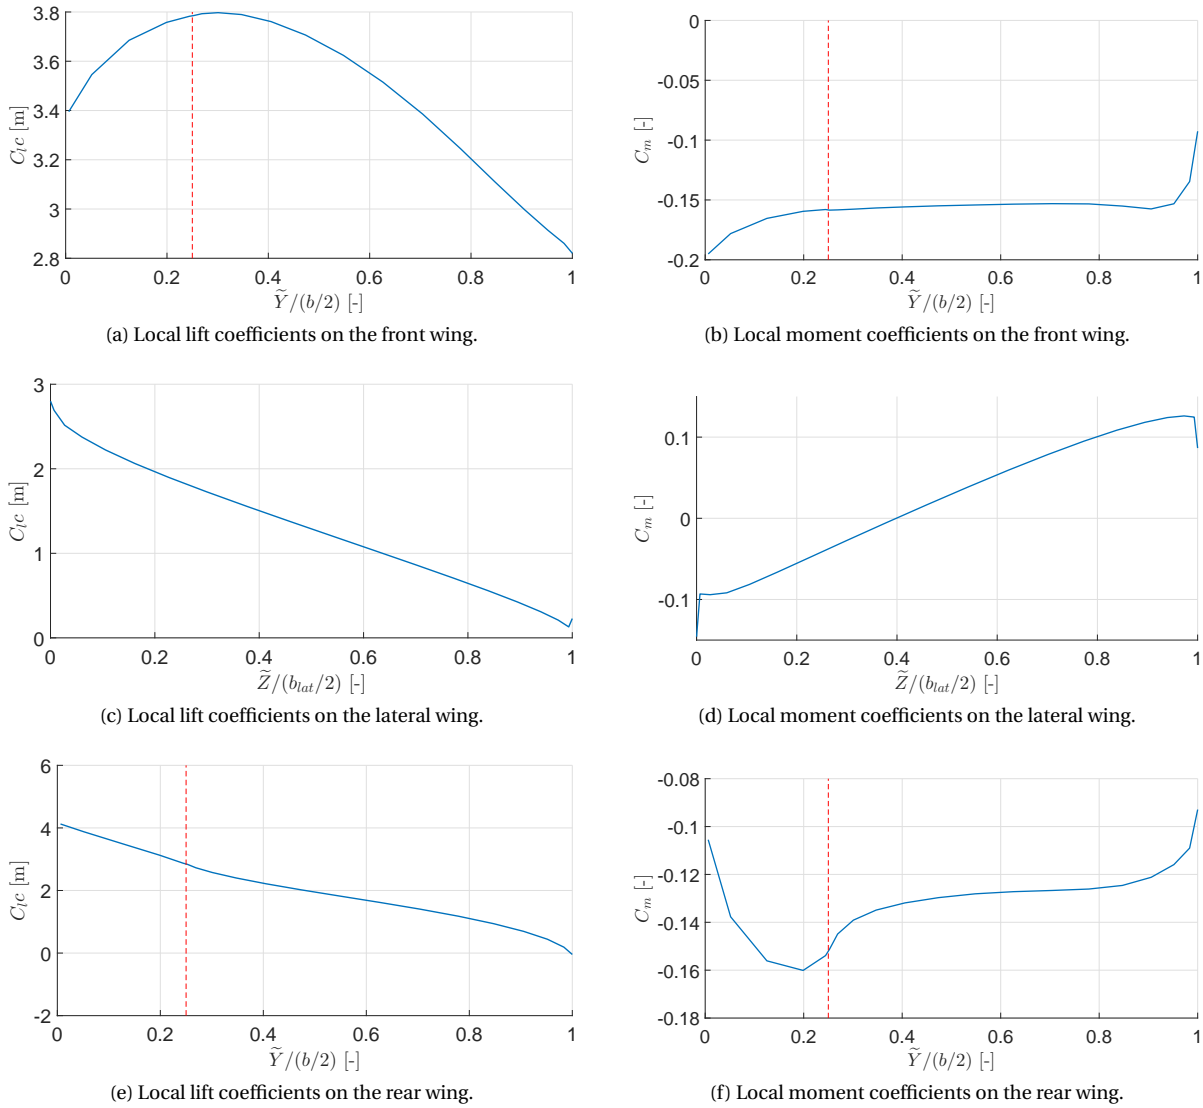 3.8
3.6
3.4
3.2
3
2.8
C_l c [m]
0 0.2 0.4 0.6 0.8 1
Ỹ/(b/2) [-]
(a) Local lift coefficients on the front wing.
0
-0.05
-0.1
-0.15
-0.2
C_m [-]
0 0.2 0.4 0.6 0.8 1
Ỹ/(b/2) [-]
(b) Local moment coefficients on the front wing.
3
2
1
0
C_l c [m]
0 0.2 0.4 0.6 0.8 1
Z̃/(b_{lat}/2) [-]
(c) Local lift coefficients on the lateral wing.
0.1
0
-0.1
C_m [-]
0.2 0.4 0.6 0.8 1
0
Z̃/(b_{lat}/2) [-]
(d) Local moment coefficients on the lateral wing.
6
4
2
0
-2
C_l c [m]
0 0.2 0.4 0.6 0.8 1
Ỹ/(b/2) [-]
(e) Local lift coefficients on the rear wing.
-0.08
-0.1
-0.12
-0.14
-0.16
-0.18
C_m [-]
0 0.2 0.4 0.6 0.8 1
Ỹ/(b/2) [-]
(f) Local moment coefficients on the rear wing.